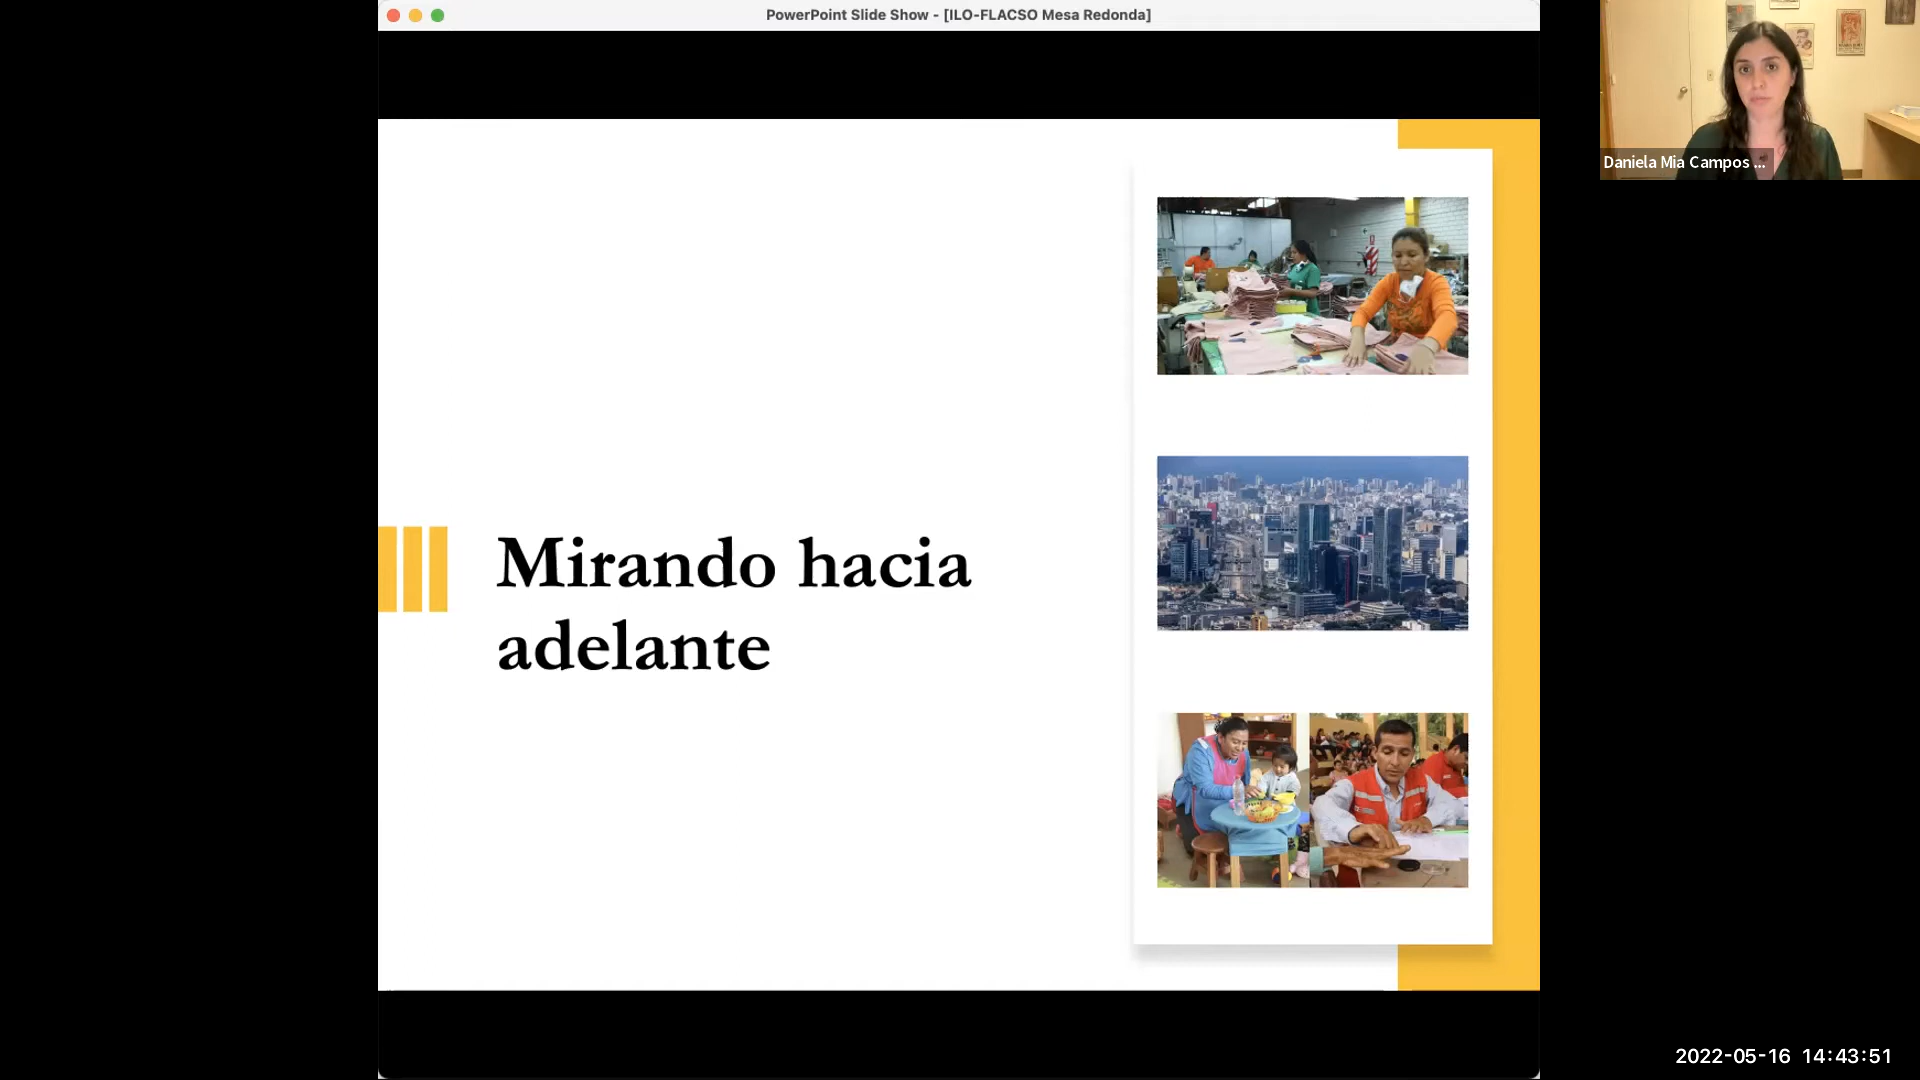 PowerPoint Slide Show - [ILO-FLACSO Mesa Redonda]
Daniela Mia Campos ...
Mirando hacia
adelante
2022-05-16 14:43:51